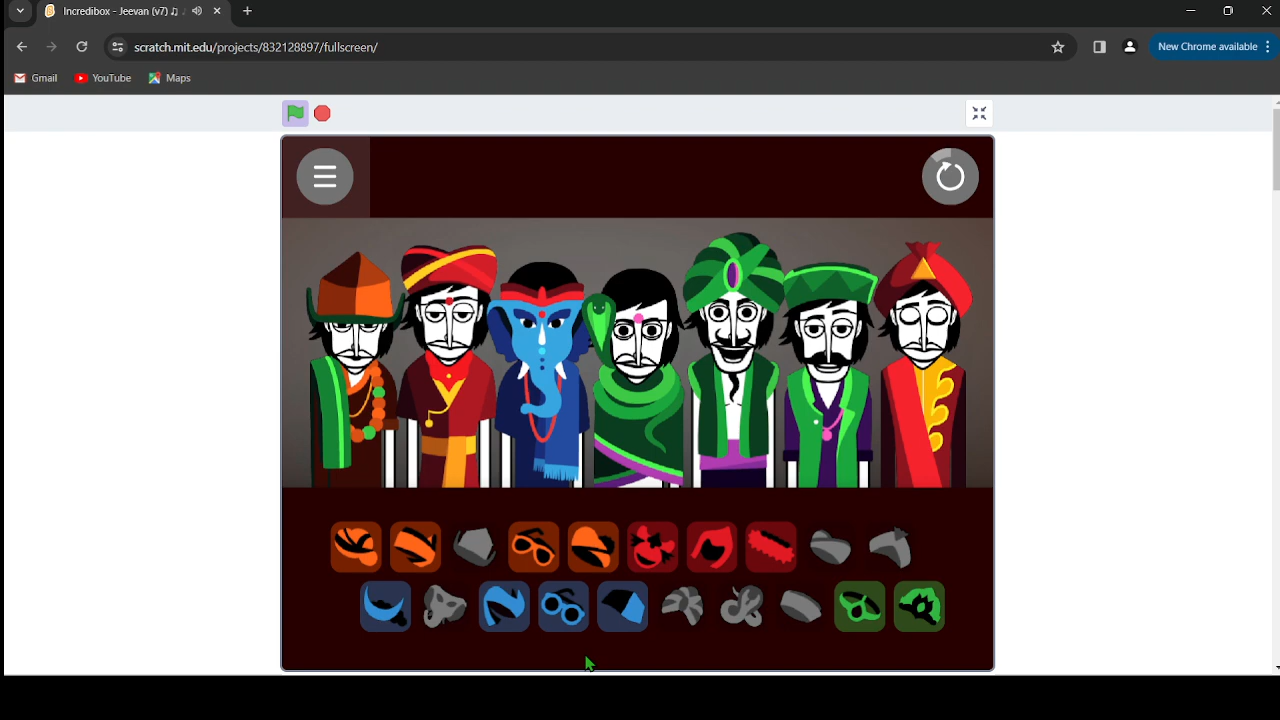 Incredibox - Jeevan (v7) ♫
scratch.mit.edu/projects/832128897/fullscreen/
New Chrome available
Gmail
YouTube
Maps